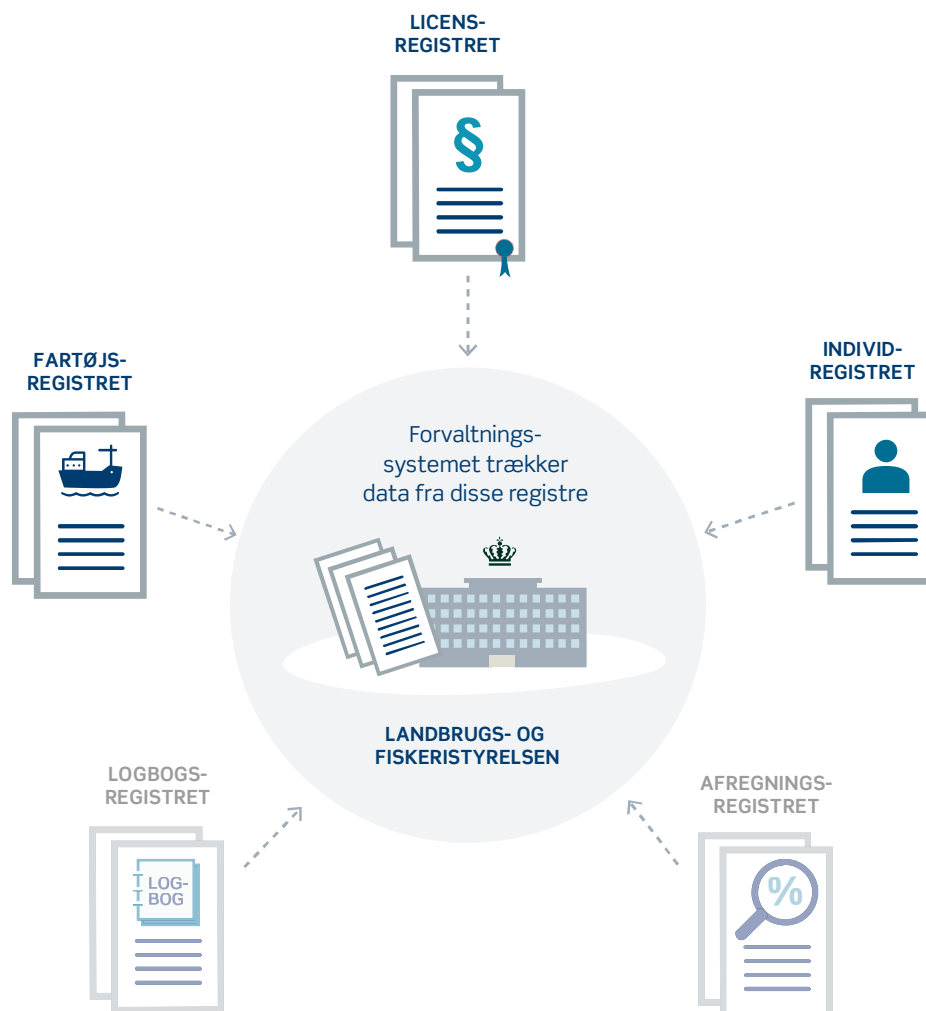 LICENS-
REGISTRET
§
FARTØJS-
REGISTRET
INDIVID-
REGISTRET
Forvaltnings-
systemet trækker
data fra disse registre
LANDBRUGS- OG
FISKERISTYRELSEN
LOGBOGS-
REGISTRET
LOG-
BOG
AFREGNINGS-
REGISTRET
%